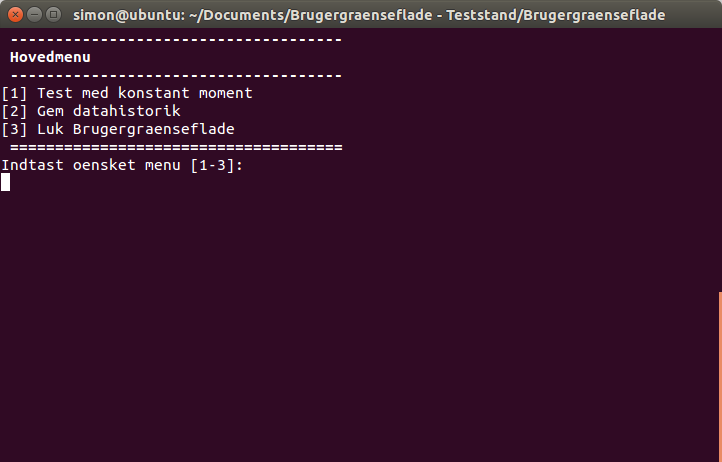 simon@ubuntu: ~/Documents/Brugergraenseflade - Teststand/Brugergraenseflade
-------------------------------------
Hovedmenu
-------------------------------------
[1] Test med konstant moment
[2] Gem datahistorik
[3] Luk Brugergraenseflade
=====================================
Indtast oensket menu [1-3]: